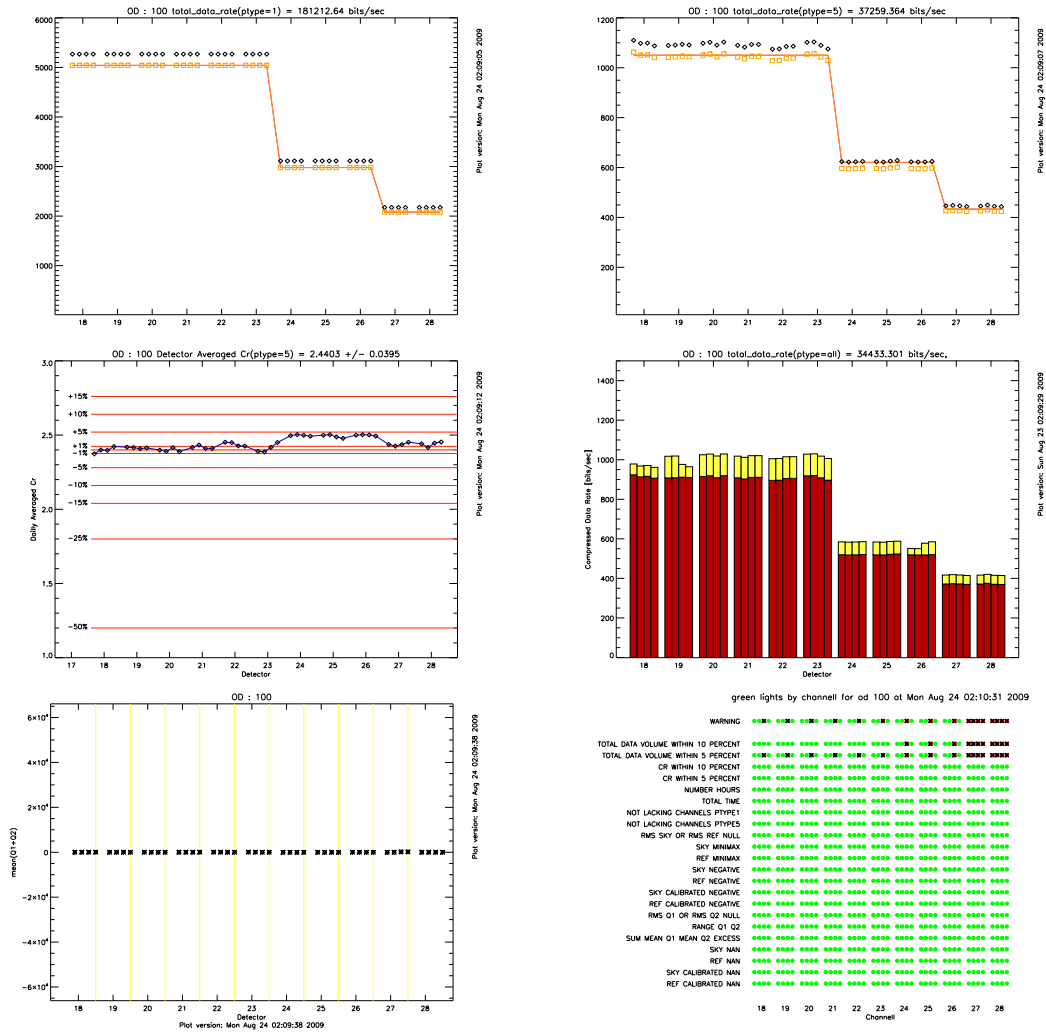 OD : 100 total_data_rate(ptype=1) = 181212.64 bits/sec
6000
5000
4000
3000
2000
1000
18 19 20 21 22 23 24 25 26 27 28
Plot version: Mon Aug 24 02:09:05 2009
OD : 100 total_data_rate(ptype=5) = 37259.364 bits/sec
1200
1000
800
600
400
200
18 19 20 21 22 23 24 25 26 27 28
Plot version: Mon Aug 24 02:09:07 2009
OD : 100 Detector Averaged Cr(ptype=5) = 2.4403 +/- 0.0395
Daily Averaged Cr
3.0
2.5
2.0
1.5
1.0
+15%
+10%
+5%
+1%
-1%
-5%
-10%
-15%
-25%
-50%
17 18 19 20 21 22 23 24 25 26 27 28
Detector
Plot version: Mon Aug 24 02:09:12 2009
OD : 100 total_data_rate(ptype=all) = 34433.301 bits/sec,
Compressed Data Rate [bits/sec]
1400
1200
1000
800
600
400
200
0
18 19 20 21 22 23 24 25 26 27 28
Detector
Plot version: Sun Aug 23 02:09:29 2009
OD : 100
mean(Q1+Q2)
6×10⁴
4×10⁴
2×10⁴
0
-2×10⁴
-4×10⁴
-6×10⁴
18 19 20 21 22 23 24 25 26 27 28
Detector
Plot version: Mon Aug 24 02:09:38 2009
Plot version: Mon Aug 24 02:09:38 2009
green lights by channell for od 100 at Mon Aug 24 02:10:31 2009
WARNING
TOTAL DATA VOLUME WITHIN 10 PERCENT
TOTAL DATA VOLUME WITHIN 5 PERCENT
CR WITHIN 10 PERCENT
CR WITHIN 5 PERCENT
NUMBER HOURS
TOTAL TIME
NOT LACKING CHANNELS PTYPE1
NOT LACKING CHANNELS PTYPE5
RMS SKY OR RMS REF NULL
SKY MINIMAX
REF MINIMAX
SKY NEGATIVE
REF NEGATIVE
SKY CALIBRATED NEGATIVE
REF CALIBRATED NEGATIVE
RMS Q1 OR RMS Q2 NULL
RANGE Q1 Q2
SUM MEAN Q1 MEAN Q2 EXCESS
SKY NAN
REF NAN
SKY CALIBRATED NAN
REF CALIBRATED NAN
18 19 20 21 22 23 24 25 26 27 28
Channell